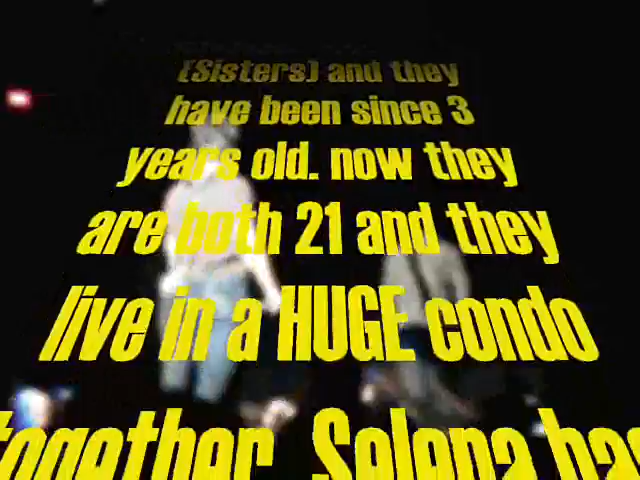 (Sisters) and they
have been since 3
years old. now they
are both 21 and they
live in a HUGE condo
together. Selena has